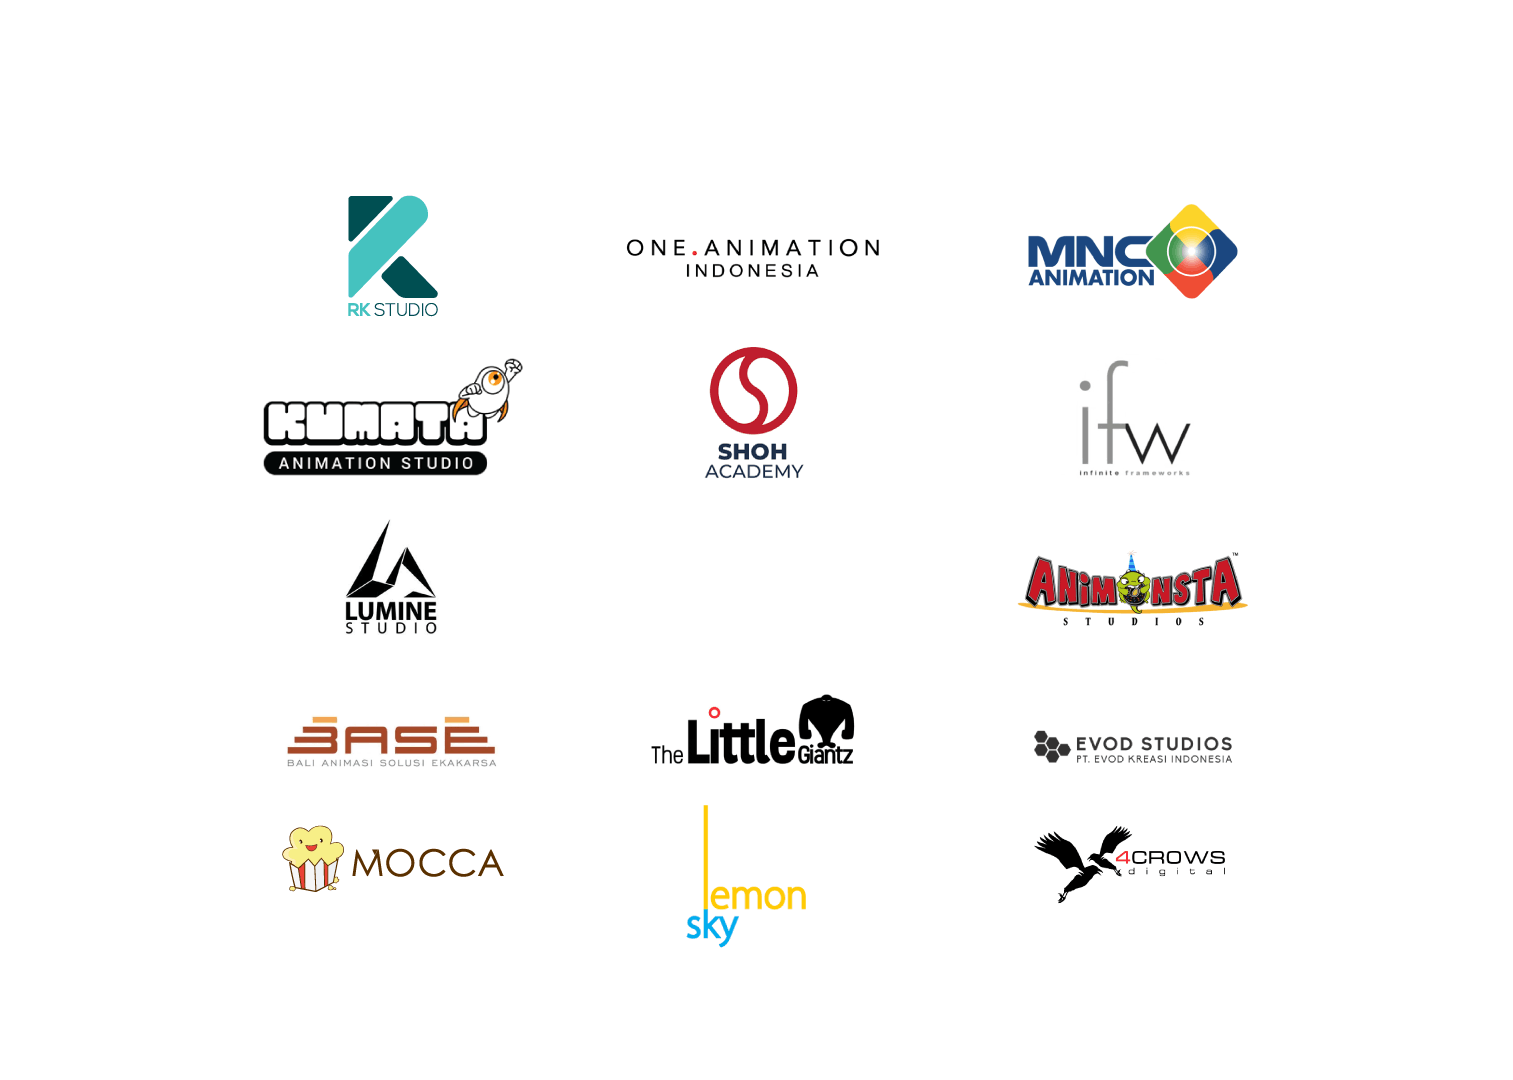 RK STUDIO
ONE.ANIMATION
INDONESIA
MNC
ANIMATION
KUMATA
ANIMATION STUDIO
SHOH
ACADEMY
ifw
infinite frameworks
LUMINE
STUDIO
ANiMONSTA
™
STUDIOS
BASE
BALI ANIMASI SOLUSI EKAKARSA
The Little Giantz
EVOD STUDIOS
PT. EVOD KREASI INDONESIA
MOCCA
lemon
sky
4CROWS
digital